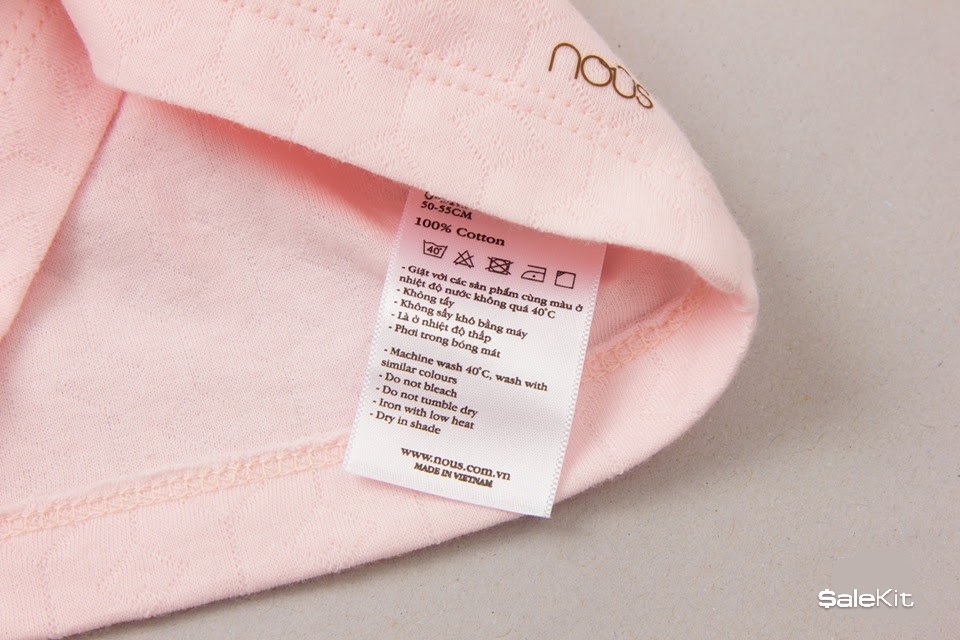 nous
50-55CM
100% Cotton
40°
- Giặt với các sản phẩm cùng màu ở
nhiệt độ nước không quá 40°C
- Không tẩy
- Không sấy khô bằng máy
- Là ở nhiệt độ thấp
- Phơi trong bóng mát
- Machine wash 40°C, wash with
similar colours
- Do not bleach
- Do not tumble dry
- Iron with low heat
- Dry in shade
www.nous.com.vn
MADE IN VIETNAM
$aleKit